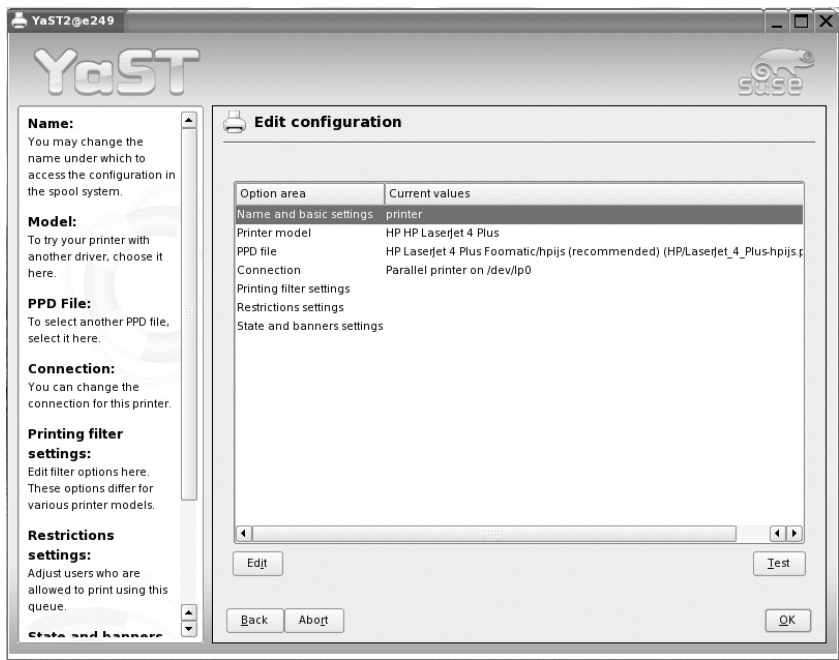 YaST2@e249
YaST
SUSE
Name:
You may change the
name under which to
access the configuration in
the spool system.
Model:
To try your printer with
another driver, choose it
here.
PPD File:
To select another PPD file,
select it here.
Connection:
You can change the
connection for this printer.
Printing filter
settings:
Edit filter options here.
These options differ for
various printer models.
Restrictions
settings:
Adjust users who are
allowed to print using this
queue.
State and banners
Edit configuration
Option area Current values
Name and basic settings printer
Printer model HP HP LaserJet 4 Plus
PPD file HP LaserJet 4 Plus Foomatic/hpijs (recommended) (HP/LaserJet_4_Plus-hpijs.p
Connection Parallel printer on /dev/lp0
Printing filter settings
Restrictions settings
State and banners settings
Edit Test
Back Abort OK